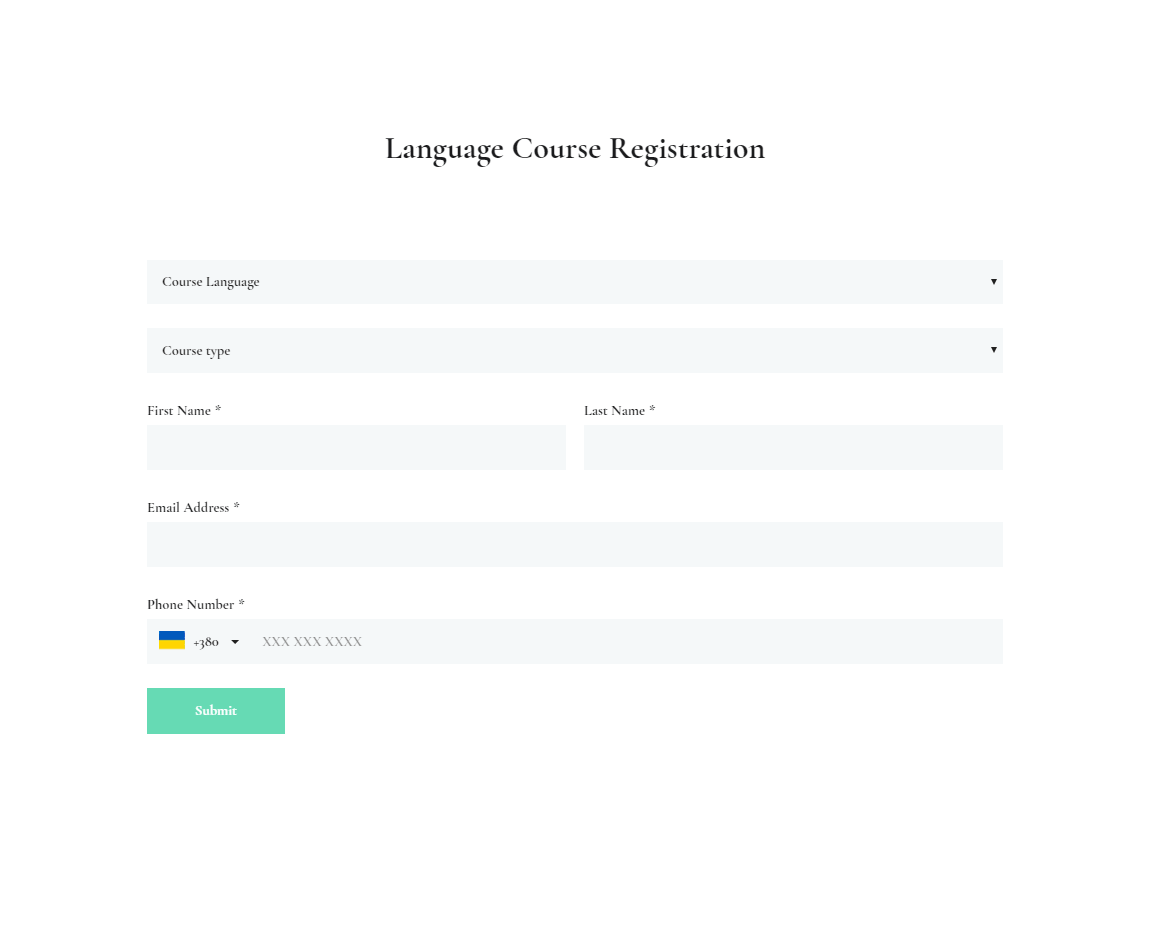 Language Course Registration
Course Language
Course type
First Name * Last Name *
Email Address *
Phone Number *
+380 XXX XXX XXXX
Submit